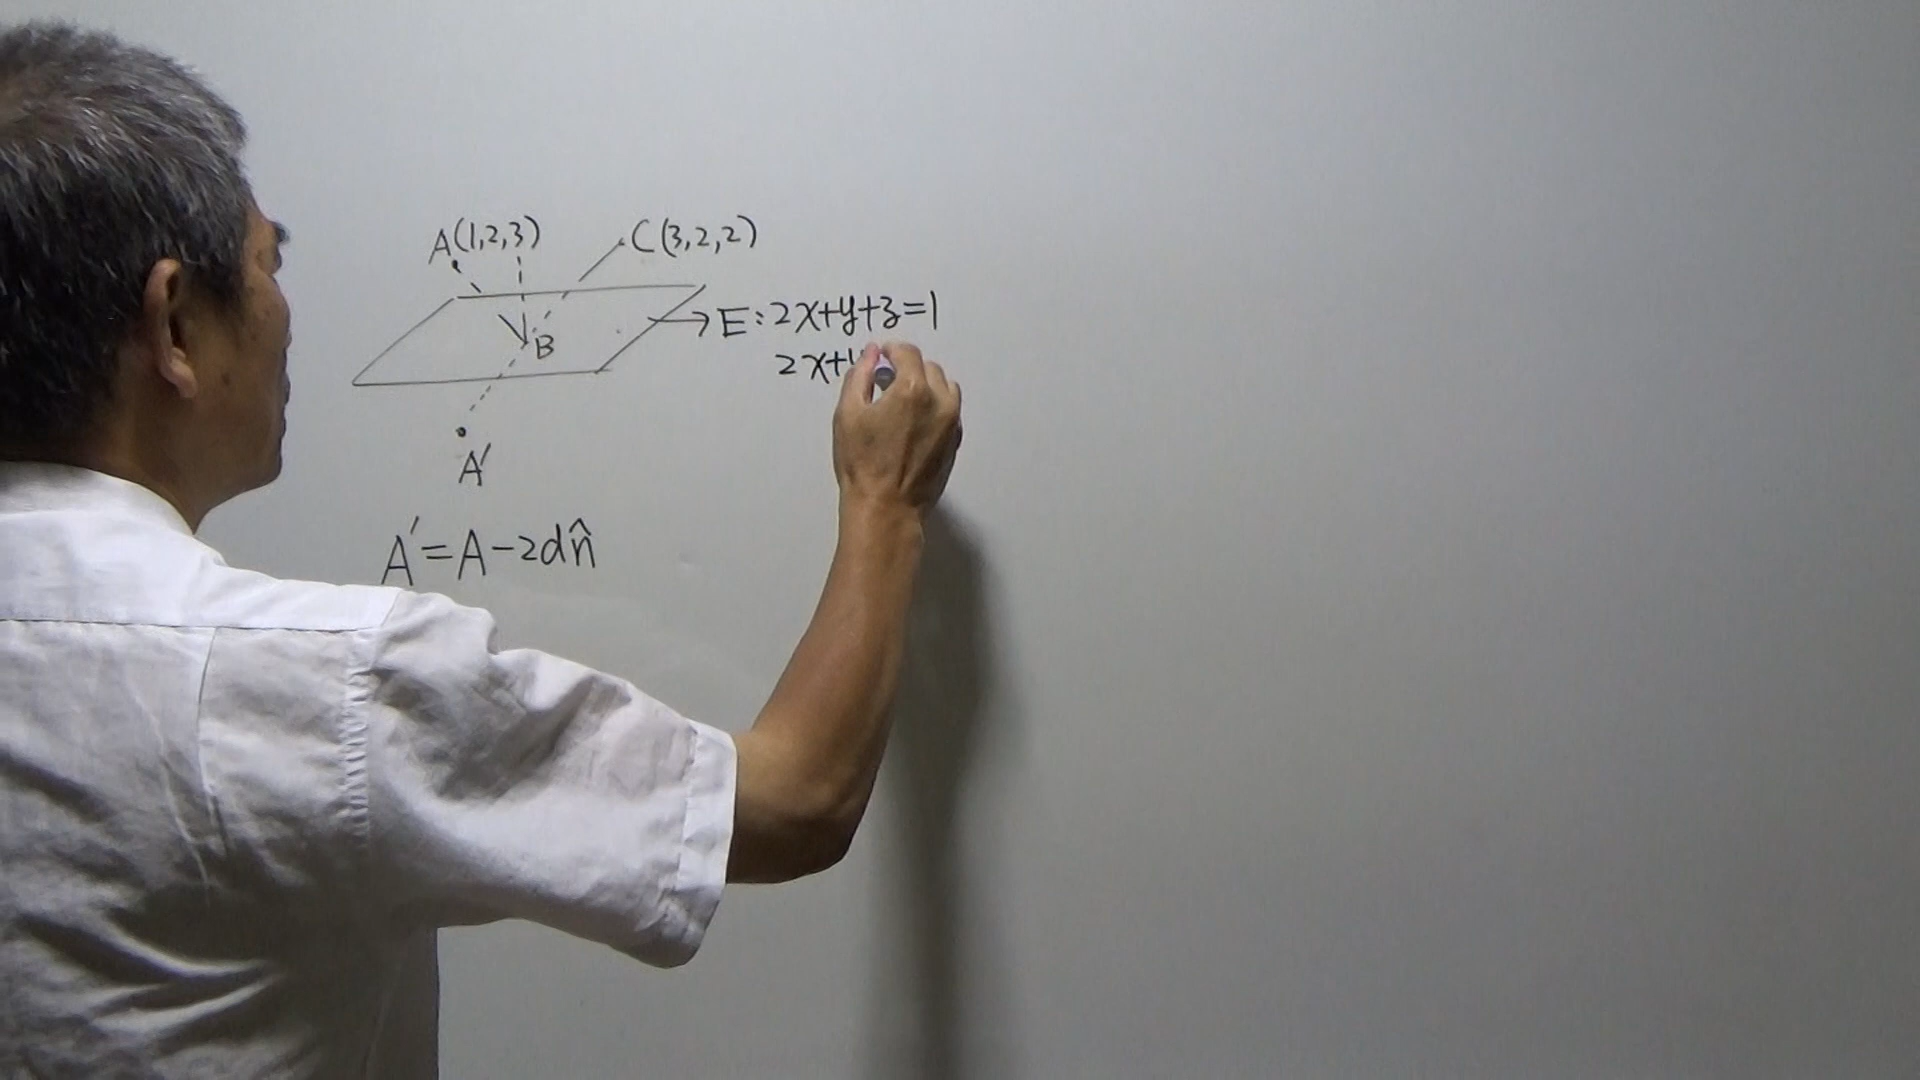 A(1,2,3)
C(3,2,2)
B
E:2x+y+z=1
2x+y
A'
A'=A-2dn̂